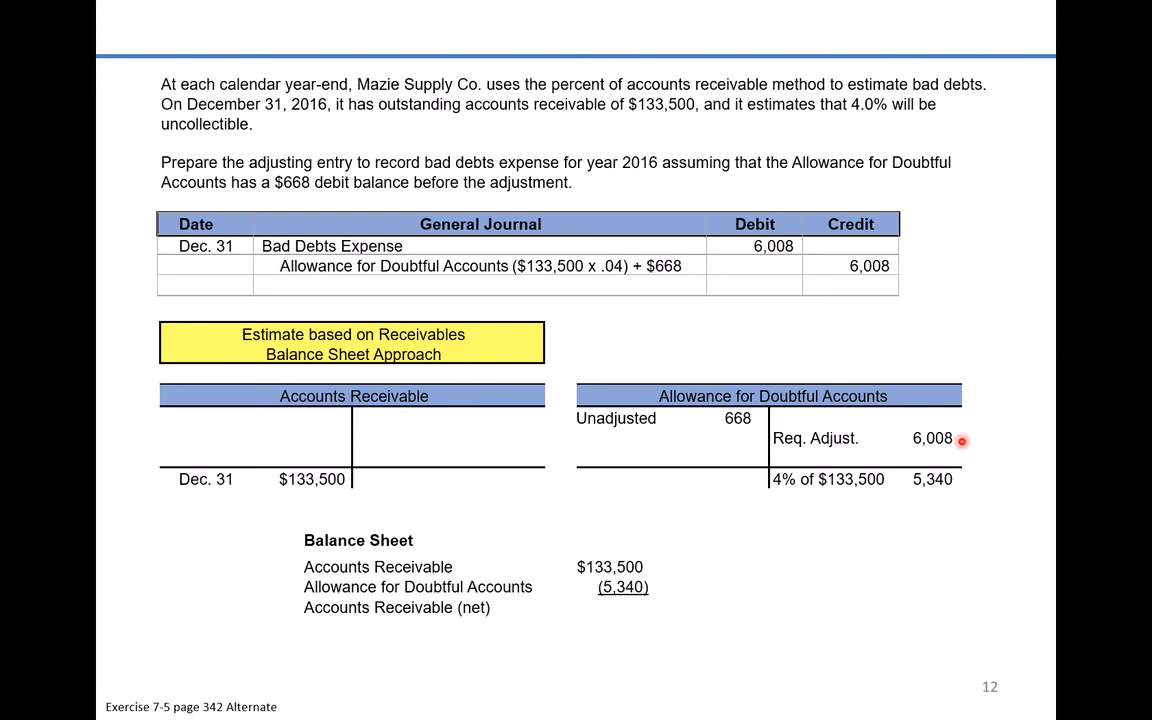 At each calendar year-end, Mazie Supply Co. uses the percent of accounts receivable method to estimate bad debts.
On December 31, 2016, it has outstanding accounts receivable of $133,500, and it estimates that 4.0% will be
uncollectible.
Prepare the adjusting entry to record bad debts expense for year 2016 assuming that the Allowance for Doubtful
Accounts has a $668 debit balance before the adjustment.
Date General Journal Debit Credit
Dec. 31 Bad Debts Expense 6,008
Allowance for Doubtful Accounts ($133,500 x .04) + $668 6,008
Estimate based on Receivables
Balance Sheet Approach
Accounts Receivable Allowance for Doubtful Accounts
Unadjusted 668
Req. Adjust. 6,008
Dec. 31 $133,500 4% of $133,500 5,340
Balance Sheet
Accounts Receivable $133,500
Allowance for Doubtful Accounts (5,340)
Accounts Receivable (net)
12
Exercise 7-5 page 342 Alternate